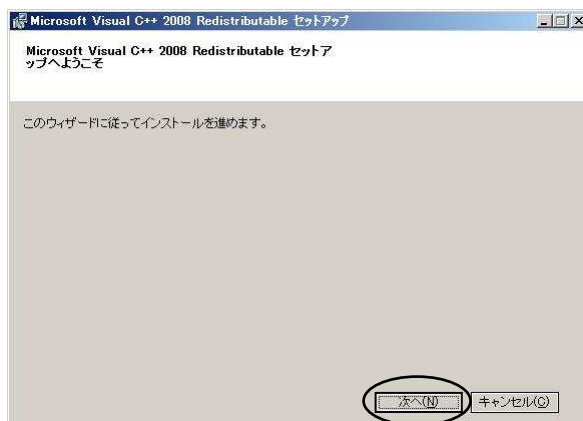 Microsoft Visual C++ 2008 Redistributable セットアップ
Microsoft Visual C++ 2008 Redistributable セットア
ップへようこそ
このウィザードに従ってインストールを進めます。
次へ(N)
キャンセル(C)